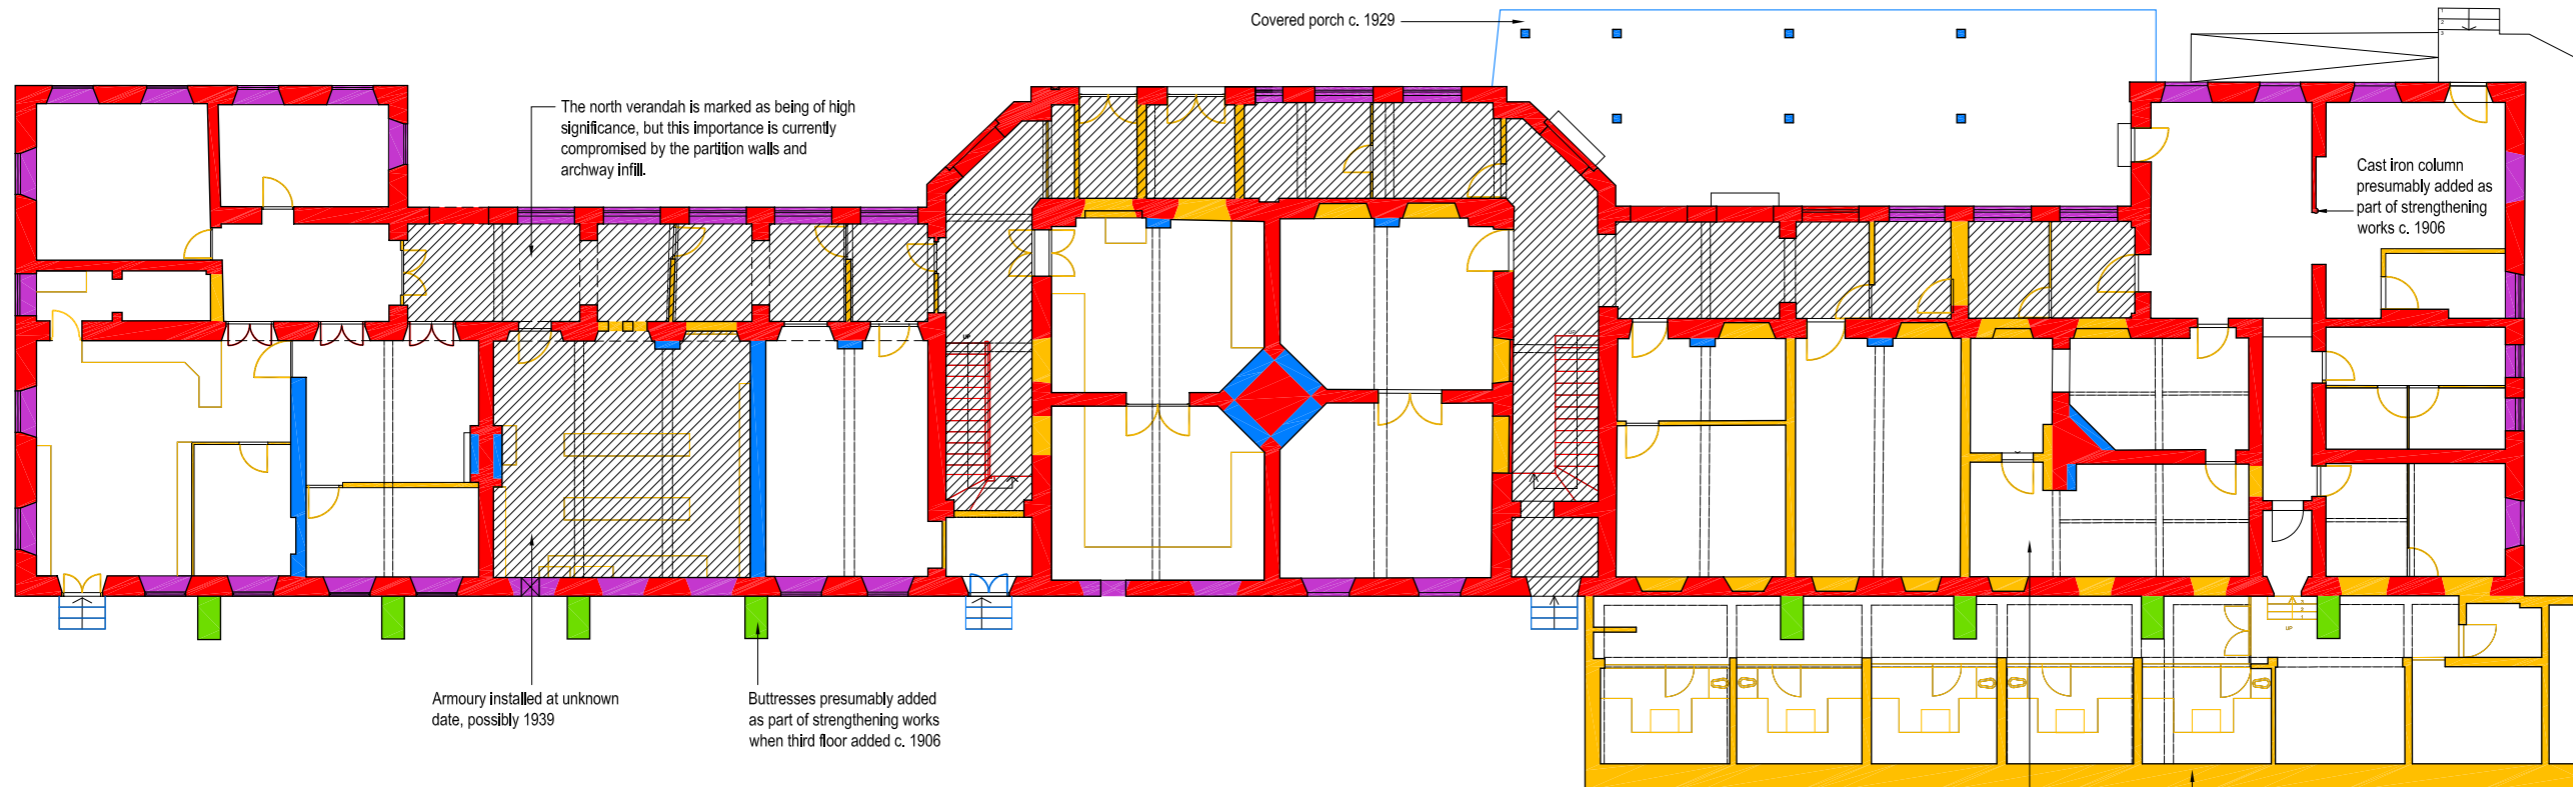 Covered porch c. 1929
The north verandah is marked as being of high
significance, but this importance is currently
compromised by the partition walls and
archway infill.
Cast iron column
presumably added as
part of strengthening
works c. 1906
UP
UP
Armoury installed at unknown
date, possibly 1939
Buttresses presumably added
as part of strengthening works
when third floor added c. 1906
UP